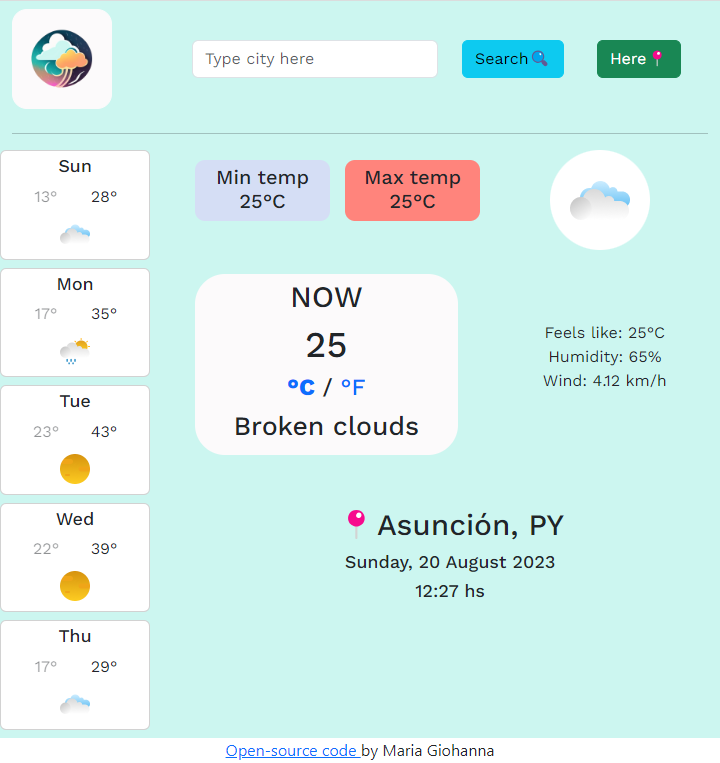 Type city here
Search
Here
Sun
13° 28°
Mon
17° 35°
Tue
23° 43°
Wed
22° 39°
Thu
17° 29°
Min temp
25°C
Max temp
25°C
NOW
25
°C / °F
Broken clouds
Feels like: 25°C
Humidity: 65%
Wind: 4.12 km/h
Asunción, PY
Sunday, 20 August 2023
12:27 hs
Open-source code by Maria Giohanna